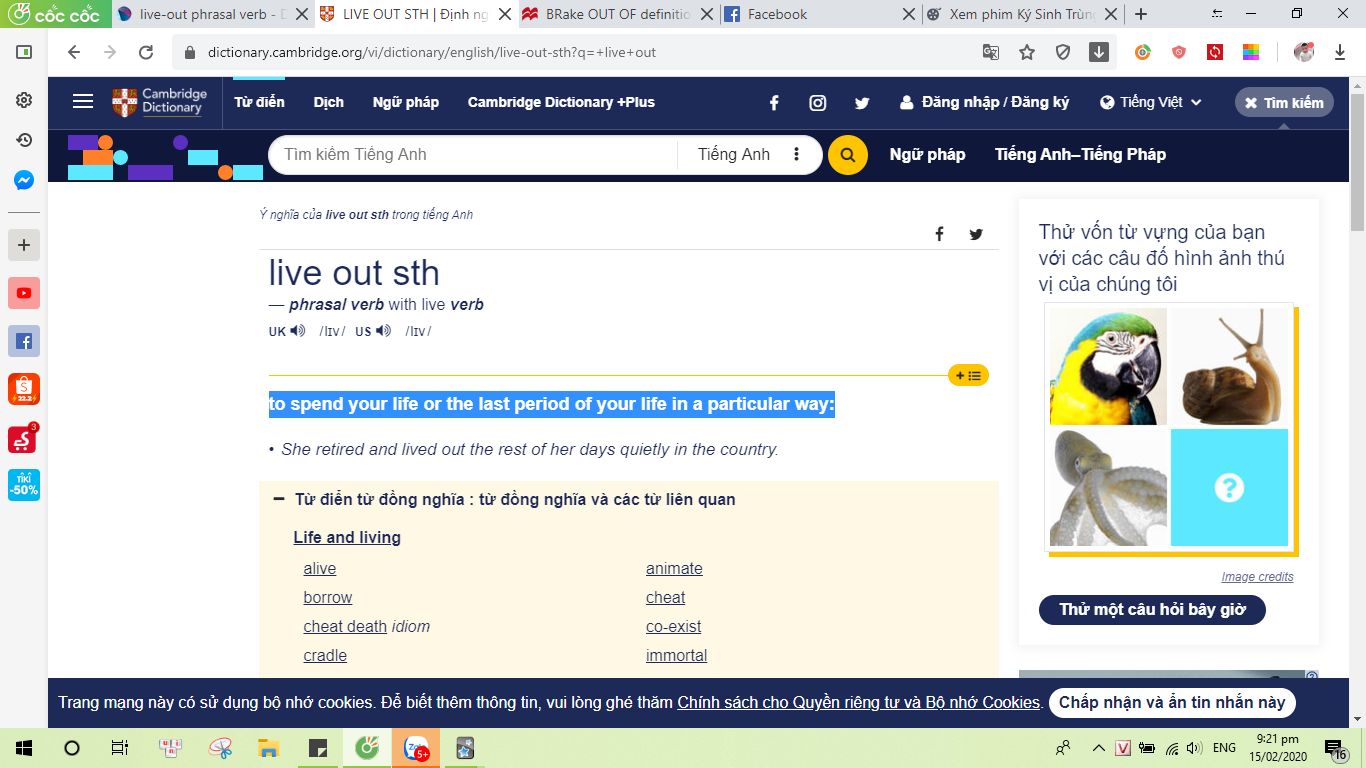 cốc cốc
live-out phrasal verb - D
LIVE OUT STH | Định ng
BRake OUT OF definitio
Facebook
Xem phim Ký Sinh Trùng
dictionary.cambridge.org/vi/dictionary/english/live-out-sth?q=+live+out
Cambridge Dictionary
Từ điển
Dịch
Ngữ pháp
Cambridge Dictionary +Plus
Đăng nhập / Đăng ký
Tiếng Việt
Tìm kiếm
Tìm kiếm Tiếng Anh
Tiếng Anh
Ngữ pháp
Tiếng Anh–Tiếng Pháp
Ý nghĩa của live out sth trong tiếng Anh
live out sth
— phrasal verb with live verb
UK /lɪv/ US /lɪv/
to spend your life or the last period of your life in a particular way:
• She retired and lived out the rest of her days quietly in the country.
Từ điển từ đồng nghĩa : từ đồng nghĩa và các từ liên quan
Life and living
alive
animate
borrow
cheat
cheat death idiom
co-exist
cradle
immortal
Thử vốn từ vựng của bạn
với các câu đố hình ảnh thú
vị của chúng tôi
?
Image credits
Thử một câu hỏi bây giờ
22.2
3
TIKI
-50%
Trang mạng này có sử dụng bộ nhớ cookies. Để biết thêm thông tin, vui lòng ghé thăm Chính sách cho Quyền riêng tư và Bộ nhớ Cookies.
Chấp nhận và ẩn tin nhắn này
Zalo
5+
V
ENG
9:21 pm
15/02/2020
16